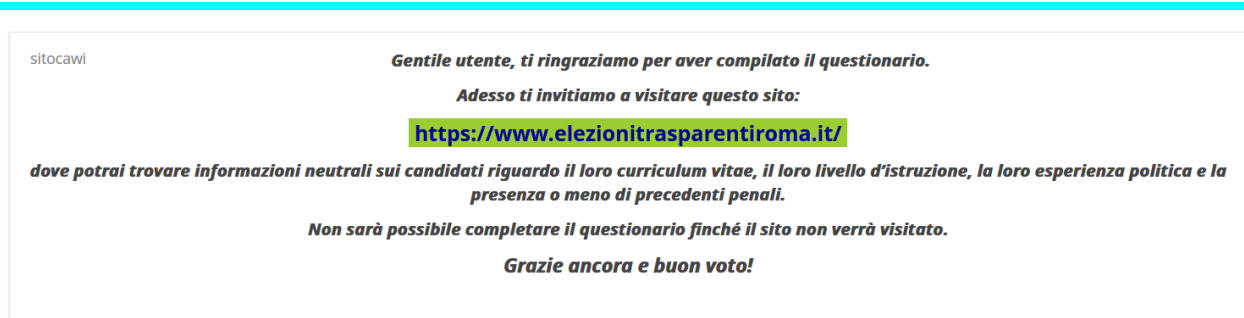 sitocawi
Gentile utente, ti ringraziamo per aver compilato il questionario.
Adesso ti invitiamo a visitare questo sito:
https://www.elezionitrasparentiroma.it/
dove potrai trovare informazioni neutrali sui candidati riguardo il loro curriculum vitae, il loro livello d'istruzione, la loro esperienza politica e la
presenza o meno di precedenti penali.
Non sarà possibile completare il questionario finché il sito non verrà visitato.
Grazie ancora e buon voto!